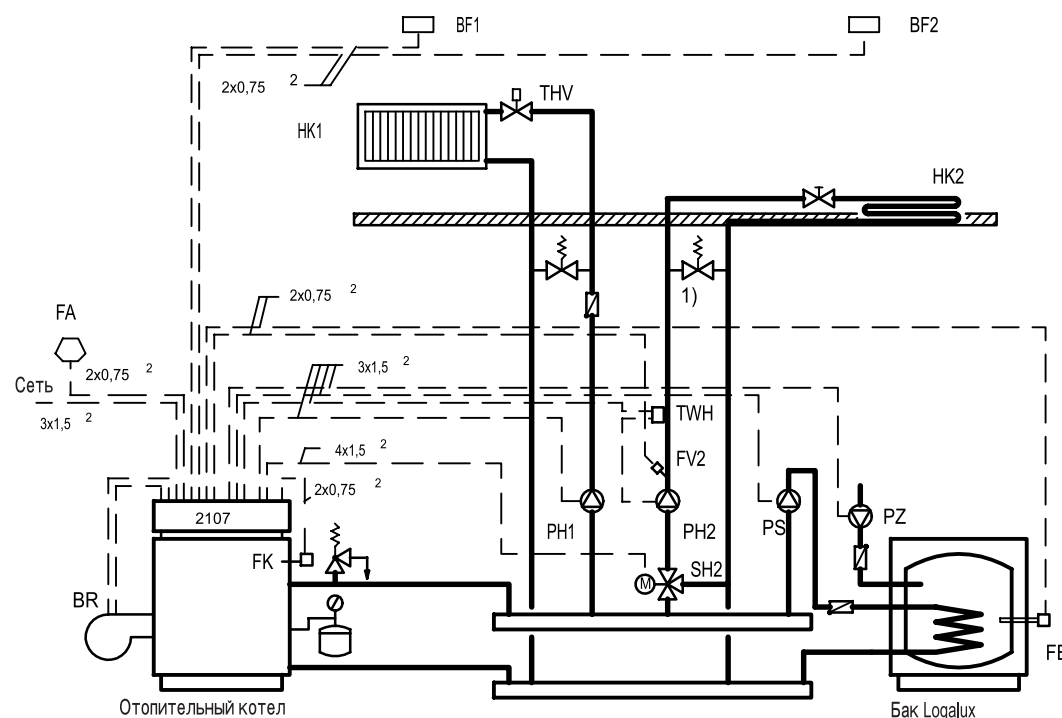 BF1
BF2
2x0,75 2
THV
HK1
HK2
1)
2x0,75 2
FA
2x0,75 2
3x1,5 2
Сеть
3x1,5 2
TWH
4x1,5 2
FV2
2x0,75 2
2107
PH1
PH2
PS
PZ
FK
M
SH2
BR
FE
Отопительный котел
Бак Logalux